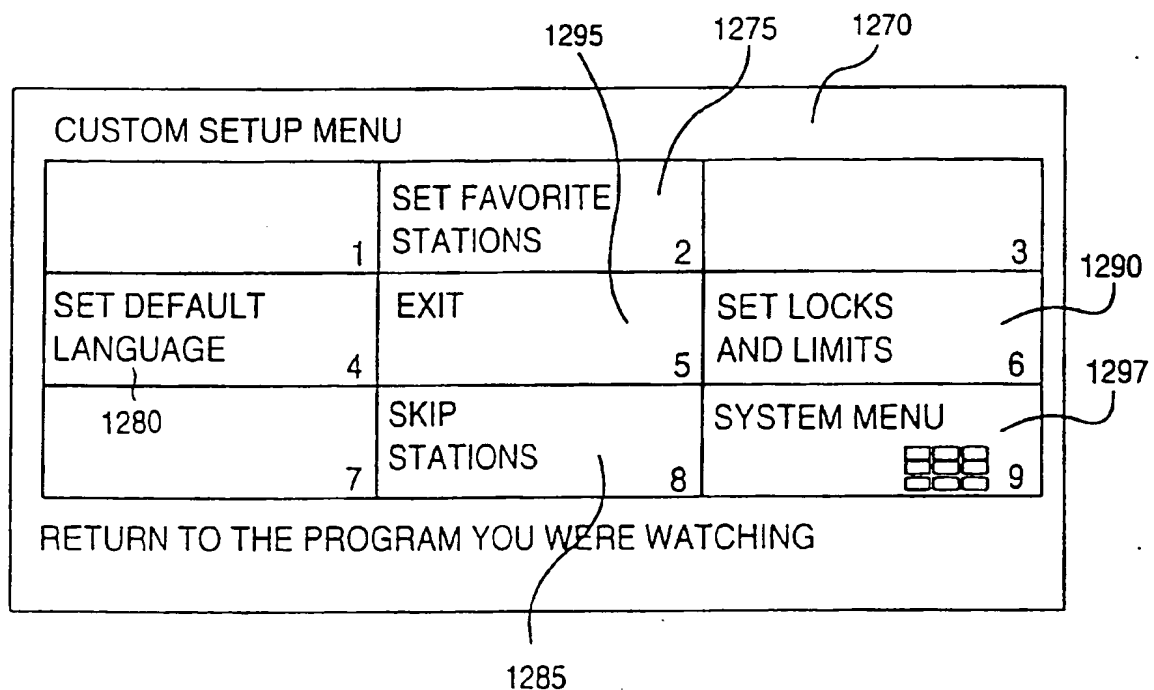 1295 1275 1270
CUSTOM SETUP MENU
1
SET FAVORITE
STATIONS 2
3
1290
SET DEFAULT
LANGUAGE 4
EXIT
5
SET LOCKS
AND LIMITS 6
1297
1280
7
SKIP
STATIONS 8
SYSTEM MENU
9
RETURN TO THE PROGRAM YOU WERE WATCHING
1285